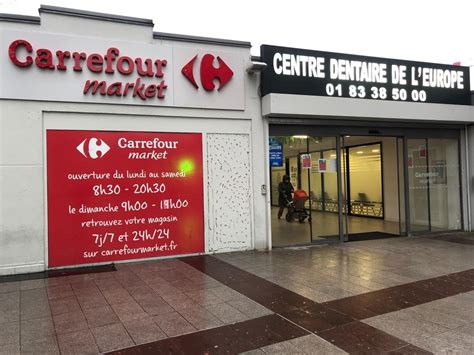 Carrefour
market
CENTRE DENTAIRE DE L'EUROPE
01 83 38 50 00
Carrefour
market
ouverture du lundi au samedi
8h30 - 20h30
le dimanche 9h00 -
retrouvez votre magasin
7j/7 et 24h/24
sur carrefourmarket.fr